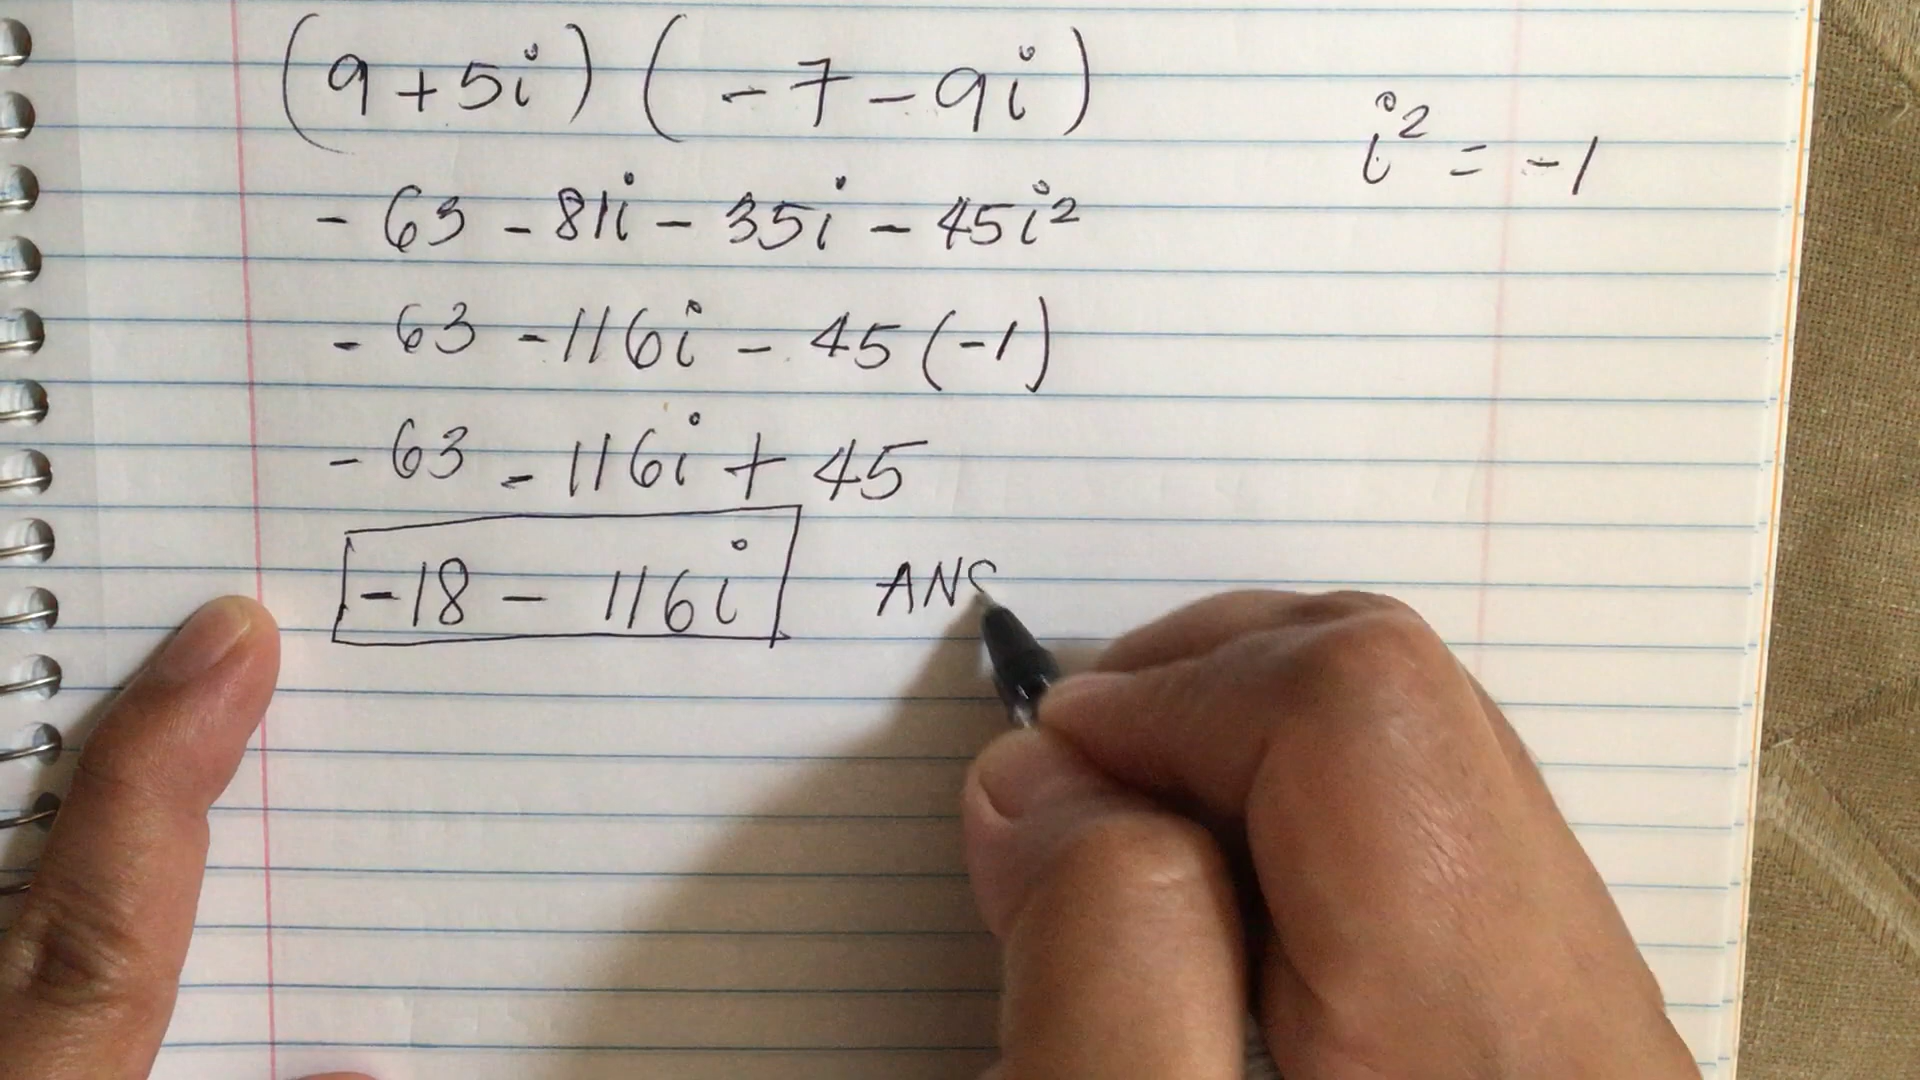 (9+5i) (-7-9i)
i² = -1
- 63 - 81i - 35i - 45i²
- 63 - 116i - 45 (-1)
- 63 - 116i + 45
-18 - 116i ANS